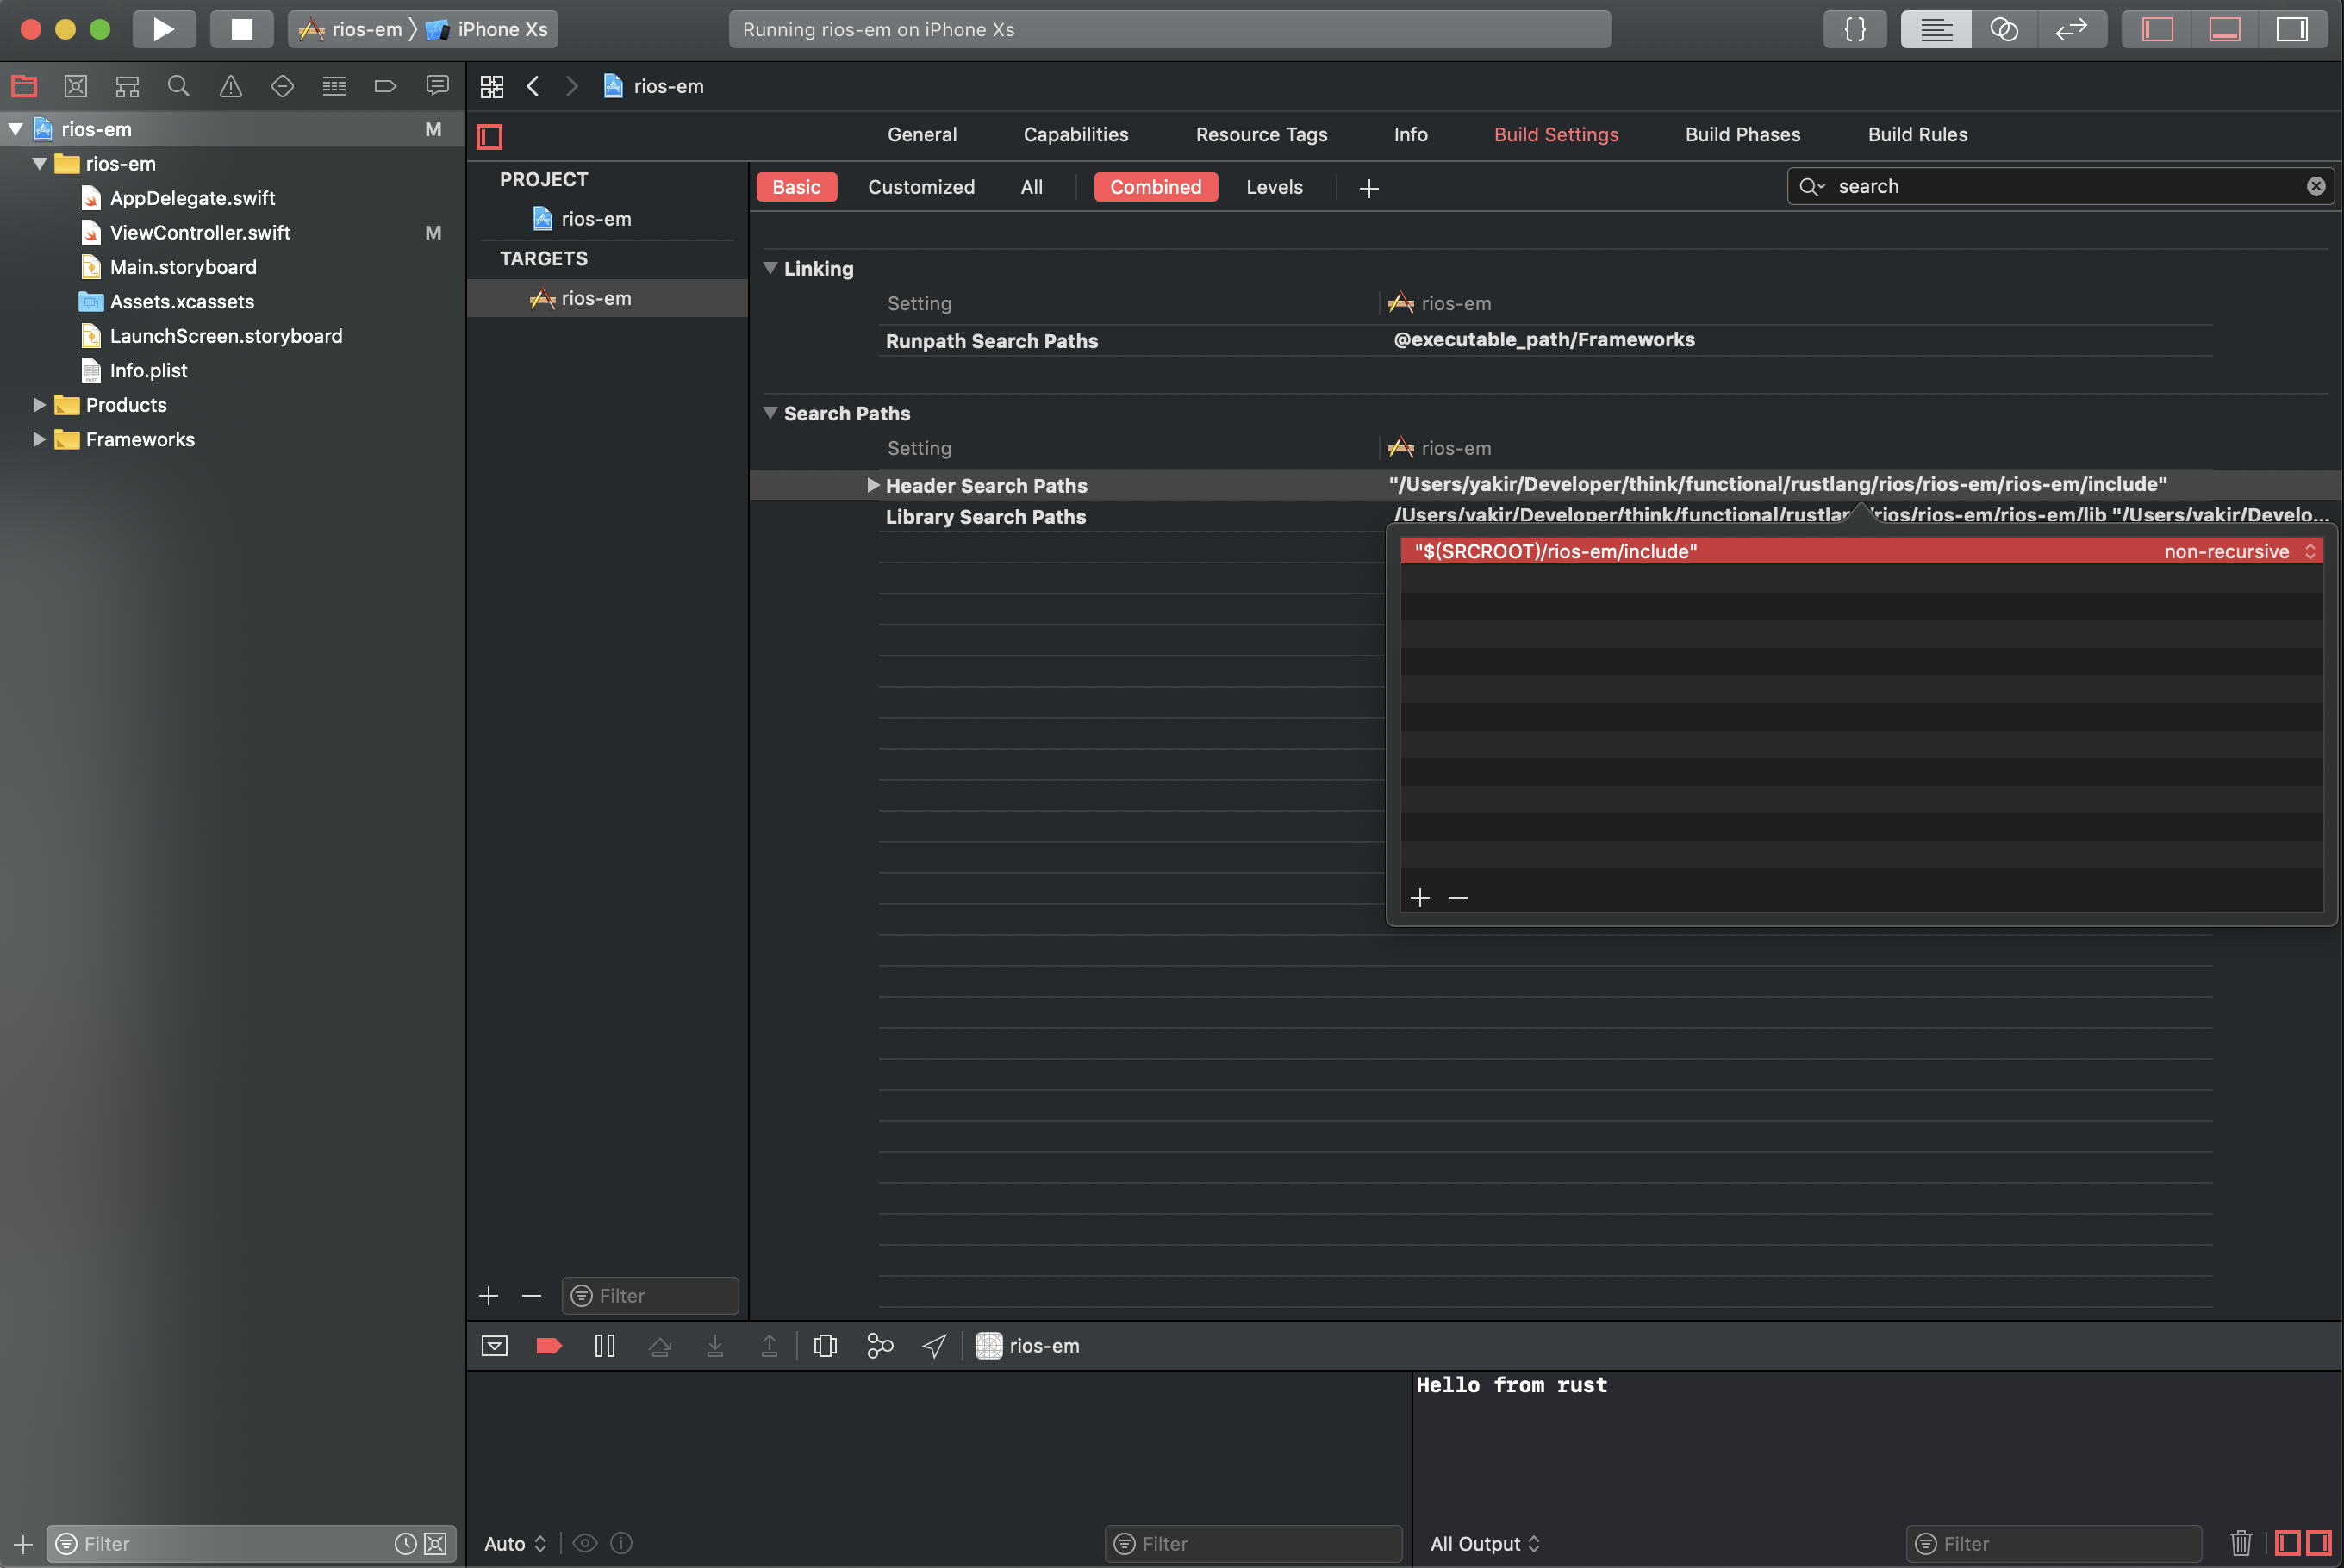 rios-em 〉 iPhone Xs
Running rios-em on iPhone Xs
{ }
rios-em M
rios-em
AppDelegate.swift
ViewController.swift M
Main.storyboard
Assets.xcassets
LaunchScreen.storyboard
Info.plist
Products
Frameworks
Filter
rios-em
General Capabilities Resource Tags Info Build Settings Build Phases Build Rules
PROJECT
rios-em
TARGETS
rios-em
Filter
Basic Customized All Combined Levels search
Linking
Setting rios-em
Runpath Search Paths @executable_path/Frameworks
Search Paths
Setting rios-em
Header Search Paths "/Users/yakir/Developer/think/functional/rustlang/rios/rios-em/rios-em/include"
Library Search Paths /Users/yakir/Developer/think/functional/rustlar rios/rios-em/rios-em/lib "/Users/yakir/Develo...
"$(SRCROOT)/rios-em/include" non-recursive
rios-em
Hello from rust
Auto Filter
All Output Filter